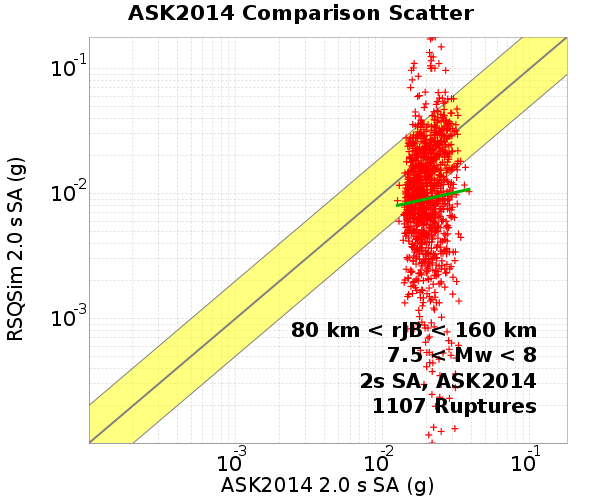 ASK2014 Comparison Scatter
RSQSim 2.0 s SA (g)
10-1
10-2
10-3
80 km < rJB < 160 km
7.5 < Mw < 8
2s SA, ASK2014
1107 Ruptures
10-3 10-2 10-1
ASK2014 2.0 s SA (g)